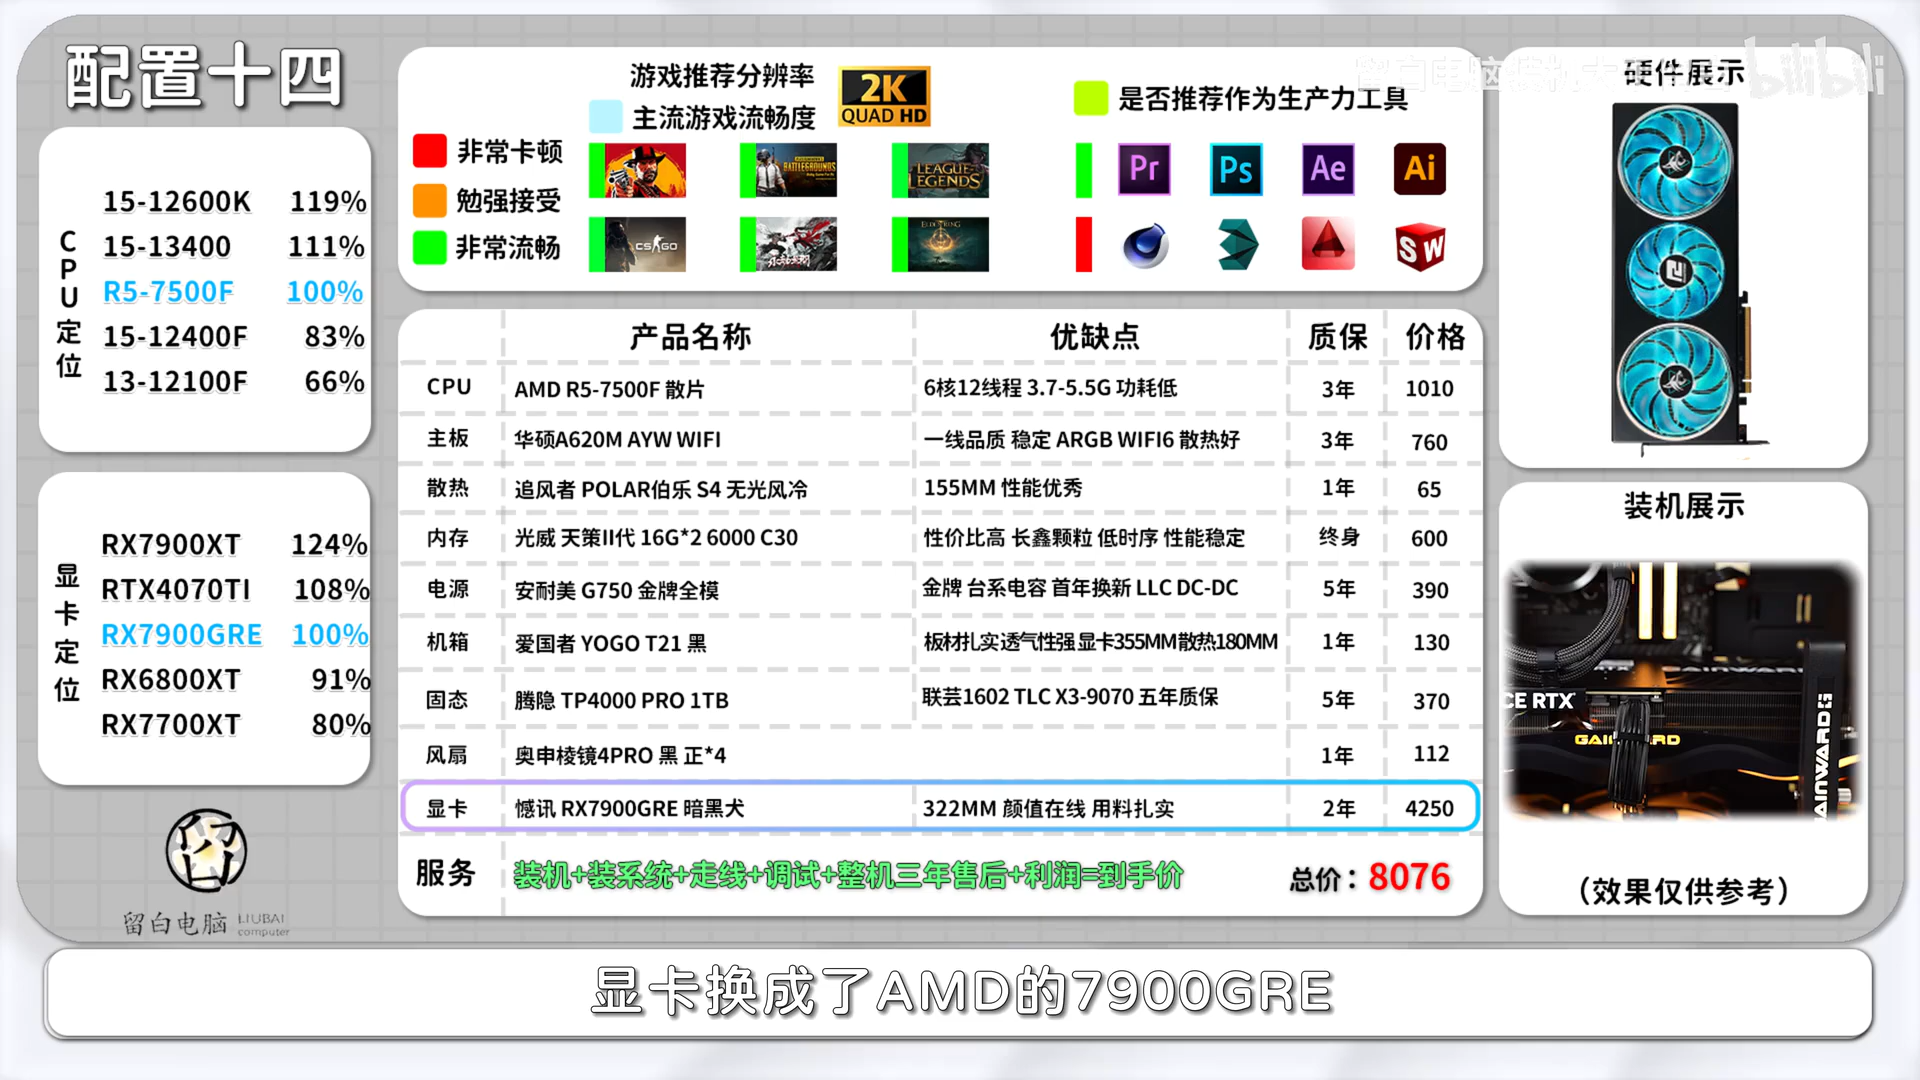 配置十四
CPU定位
15-12600K 119%
15-13400 111%
R5-7500F 100%
15-12400F 83%
13-12100F 66%
显卡定位
RX7900XT 124%
RTX4070TI 108%
RX7900GRE 100%
RX6800XT 91%
RX7700XT 80%
留白电脑 LIUBAI computer
游戏推荐分辨率
主流游戏流畅度
2K
QUAD HD
非常卡顿
勉强接受
非常流畅
BATTLEGROUNDS
LEAGUE OF LEGENDS
CS GO
永劫无间
ELDEN RING
是否推荐作为生产力工具
Pr Ps Ae Ai
SW
产品名称 优缺点 质保 价格
CPU AMD R5-7500F 散片 6核12线程 3.7-5.5G 功耗低 3年 1010
主板 华硕A620M AYW WIFI 一线品质 稳定 ARGB WIFI6 散热好 3年 760
散热 追风者 POLAR伯乐 S4 无光风冷 155MM 性能优秀 1年 65
内存 光威 天策II代 16G*2 6000 C30 性价比高 长鑫颗粒 低时序 性能稳定 终身 600
电源 安耐美 G750 金牌全模 金牌 台系电容 首年换新 LLC DC-DC 5年 390
机箱 爱国者 YOGO T21 黑 板材扎实 透气性强 显卡355MM散热180MM 1年 130
固态 腾隐 TP4000 PRO 1TB 联芸1602 TLC X3-9070 五年质保 5年 370
风扇 奥申棱镜4PRO 黑 正*4 1年 112
显卡 憾讯 RX7900GRE 暗黑犬 322MM 颜值在线 用料扎实 2年 4250
服务 装机+装系统+走线+调试+整机三年售后+利润=到手价 总价：8076
硬件展示
bilibili
装机展示
CE RTX
GAINWARD
GAINWARD
（效果仅供参考）
显卡换成了AMD的7900GRE